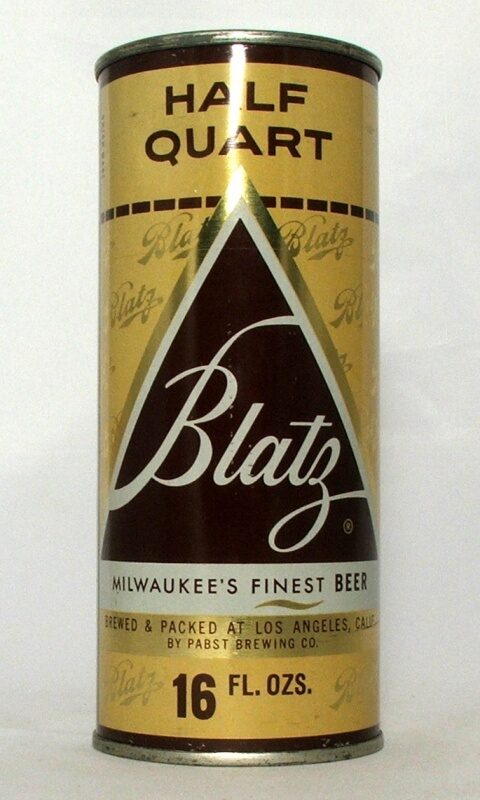 HALF
QUART
Blatz Blatz
Blatz
Blatz
®
MILWAUKEE'S FINEST BEER
BREWED & PACKED AT LOS ANGELES, CALIF.
BY PABST BREWING CO.
Blatz
16 FL. OZS.